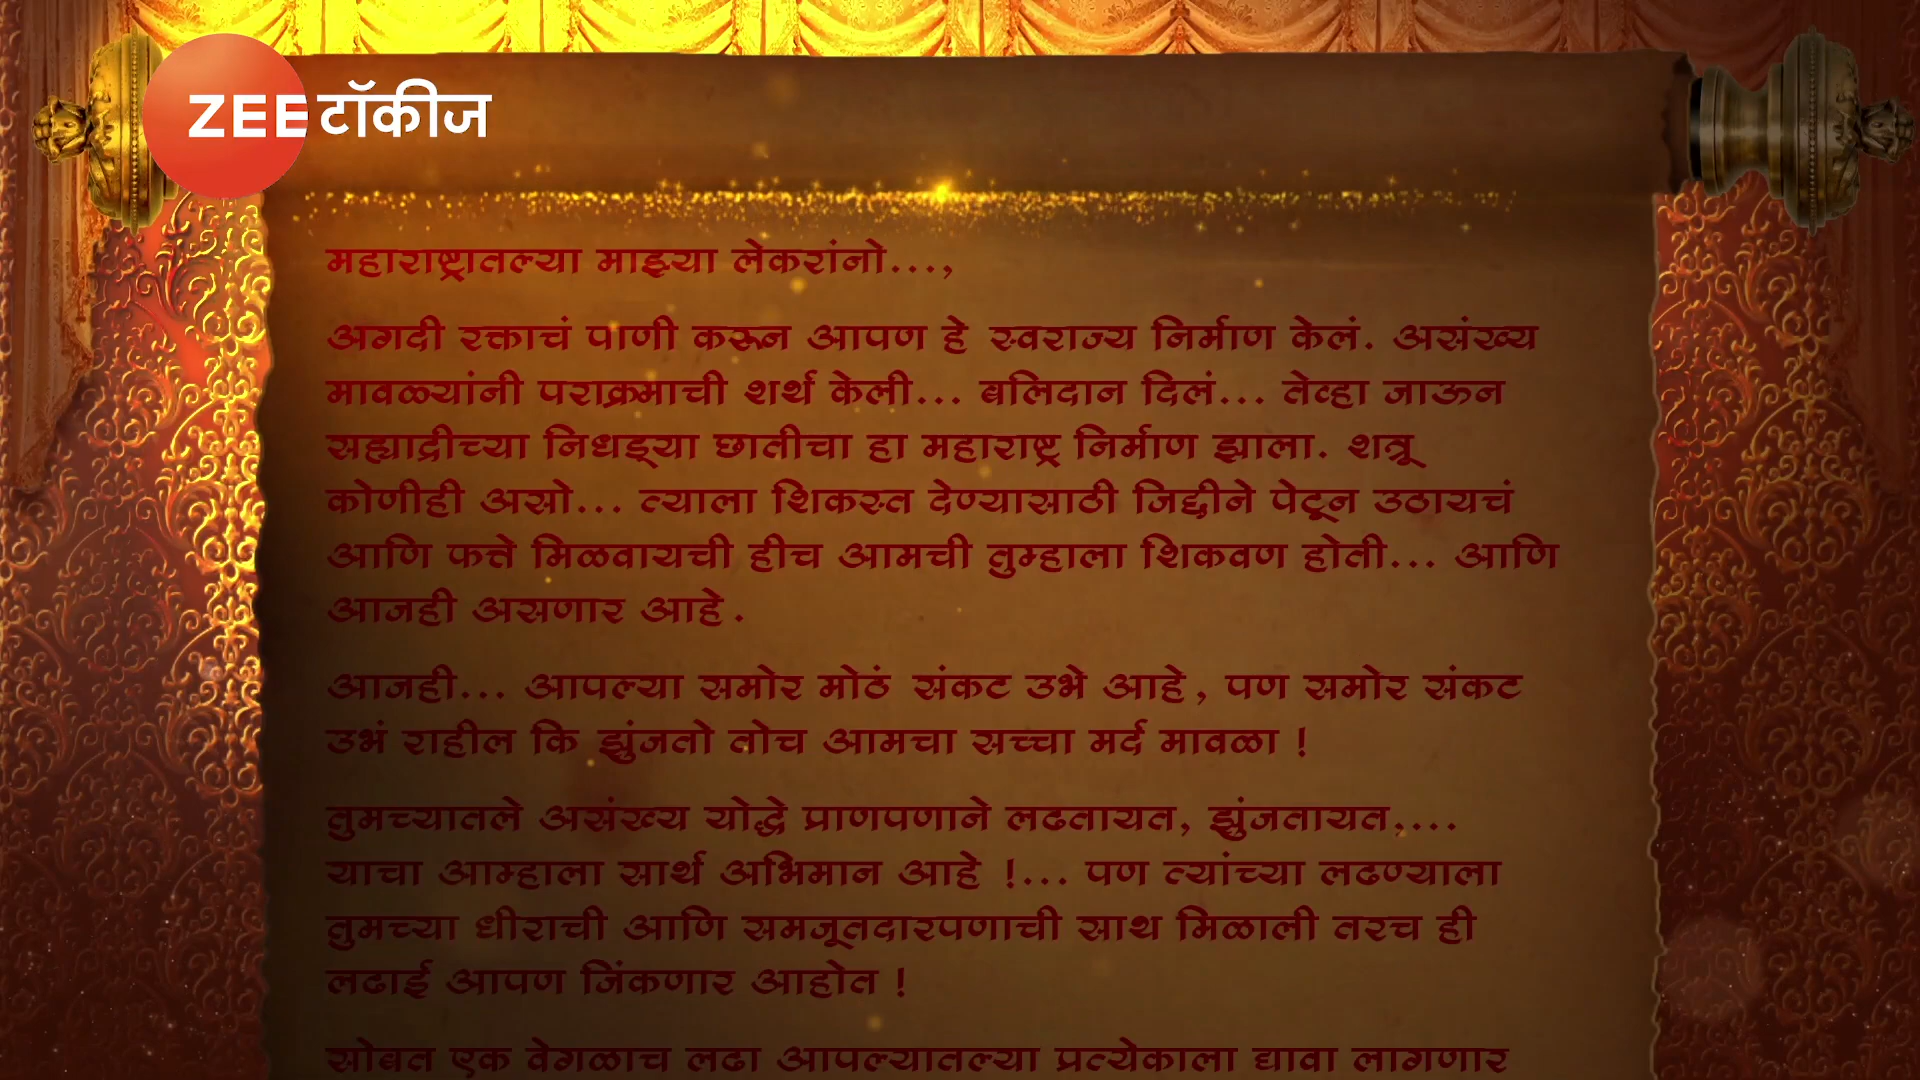 ZEE टॉकीज
महाराष्ट्रातल्या माझ्या लेकरांनो...,
अगदी रक्ताचं पाणी करून आपण हे स्वराज्य निर्माण केलं. असंख्य
मावळ्यांनी पराक्रमाची शर्थ केली... बलिदान दिलं... तेव्हा जाऊन
सह्याद्रीच्या निधड्या छातीचा हा महाराष्ट्र निर्माण झाला. शत्रू
कोणीही असो... त्याला शिकस्त देण्यासाठी जिद्दीने पेटून उठायचं
आणि फत्ते मिळवायची हीच आमची तुम्हाला शिकवण होती... आणि
आजही असणार आहे.
आजही... आपल्या समोर मोठं संकट उभे आहे, पण समोर संकट
उभं राहील कि झुंजतो तोच आमचा सच्चा मर्द मावळा !
तुमच्यातले असंख्य योद्धे प्राणपणाने लढतायत, झुंजतायत,...
याचा आम्हाला सार्थ अभिमान आहे !... पण त्यांच्या लढण्याला
तुमच्या धीराची आणि समजूतदारपणाची साथ मिळाली तरच ही
लढाई आपण जिंकणार आहोत !
सोबत एक वेगळाच लढा आपल्यातल्या प्रत्येकाला द्यावा लागणार